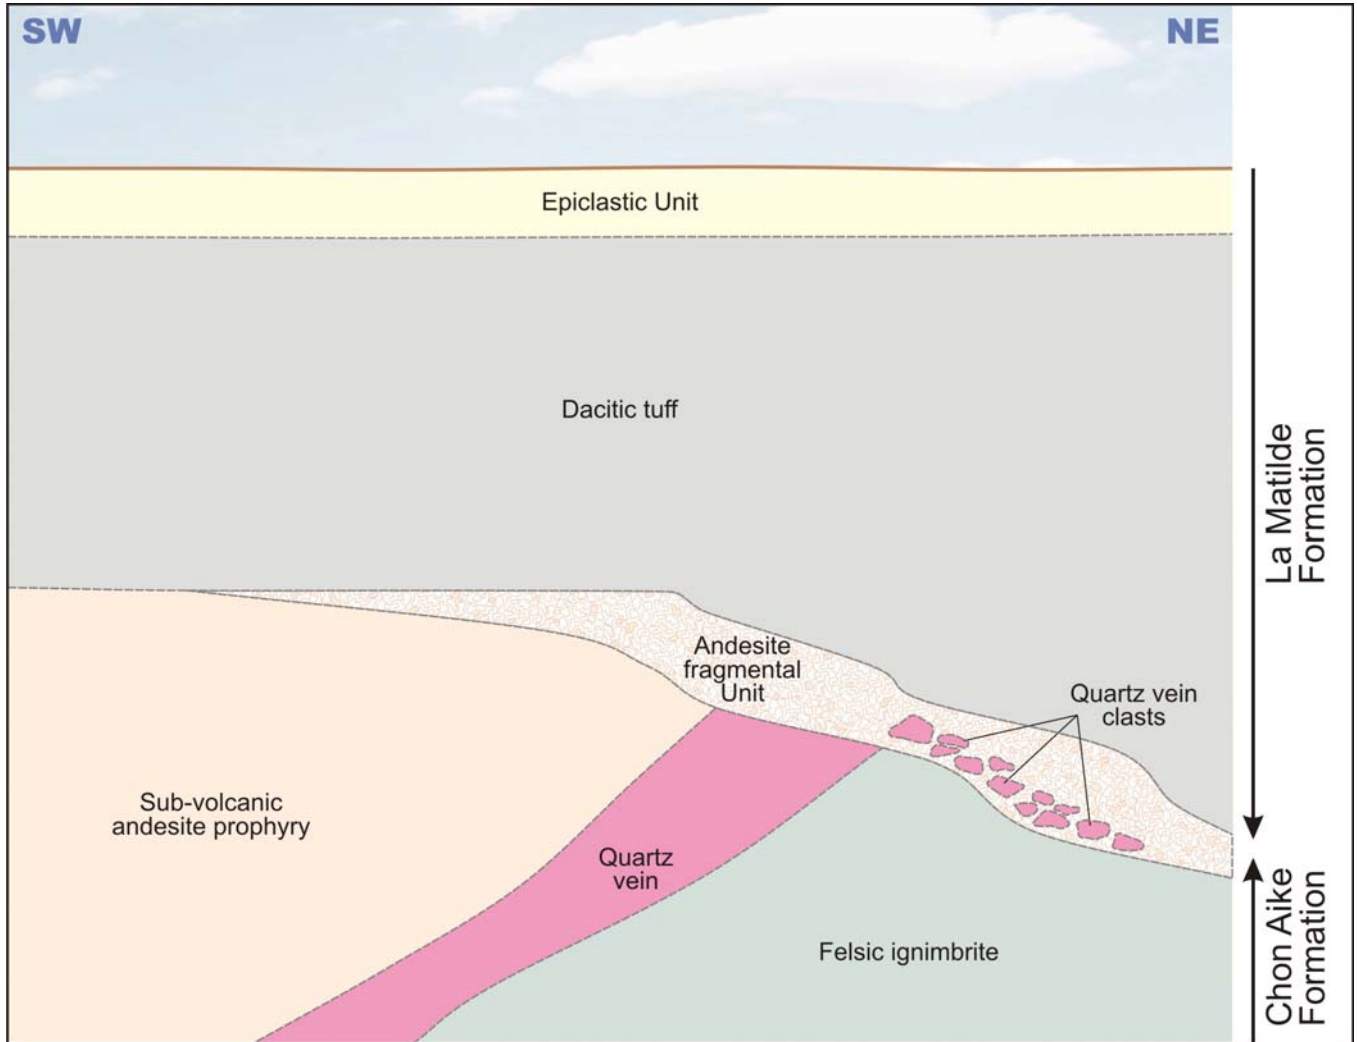 SW
NE
Epiclastic Unit
Dacitic tuff
Andesite
fragmental
Unit
Quartz vein
clasts
Sub-volcanic
andesite prophyry
Quartz
vein
Felsic ignimbrite
La Matilde
Formation
Chon Aike
Formation